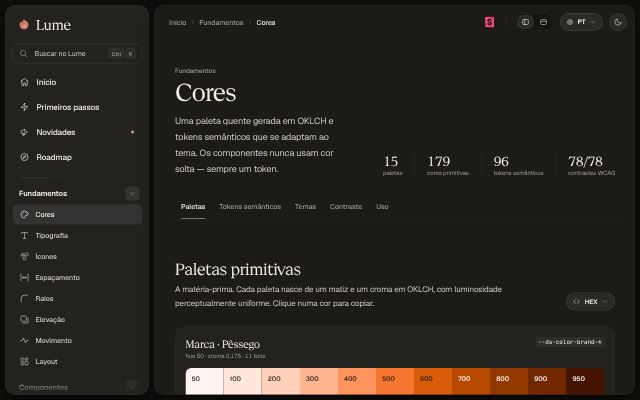 Lume
Buscar no Lume
Ctrl K
Início
Primeiros passos
Novidades
Roadmap
Fundamentos
Cores
Tipografia
Ícones
Espaçamento
Raios
Elevação
Movimento
Layout
Componentes
Início › Fundamentos › Cores
PT
Fundamentos
Cores
Uma paleta quente gerada em OKLCH e
tokens semânticos que se adaptam ao
tema. Os componentes nunca usam cor
solta — sempre um token.
15
paletas
179
cores primitivas
96
tokens semânticos
78/78
contrastes WCAG
Paletas Tokens semânticos Temas Contraste Uso
Paletas primitivas
A matéria-prima. Cada paleta nasce de um matiz e um croma em OKLCH, com luminosidade
perceptualmente uniforme. Clique numa cor para copiar.
HEX
Marca · Pêssego
--ds-color-brand-*
hue 50 · croma 0,175 · 11 tons
50 100 200 300 400 500 600 700 800 900 950